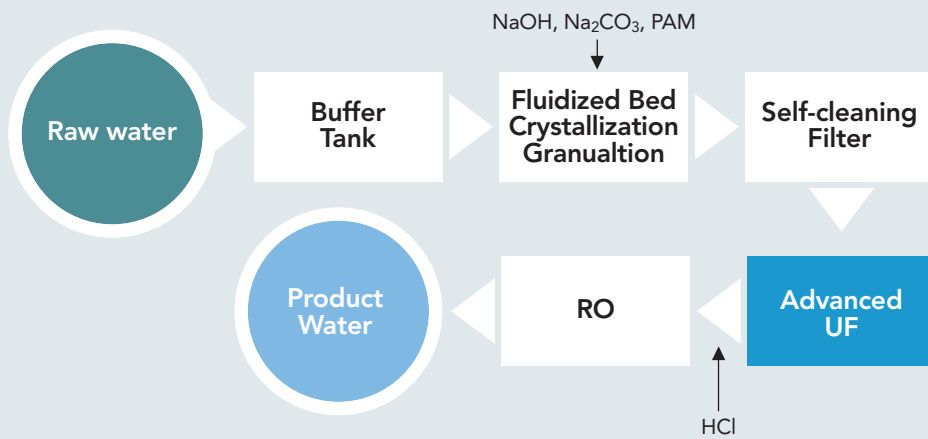 NaOH, Na₂CO₃, PAM
Raw water
Buffer
Tank
Fluidized Bed
Crystallization
Granualtion
Self-cleaning
Filter
Advanced
UF
RO
Product
Water
HCl